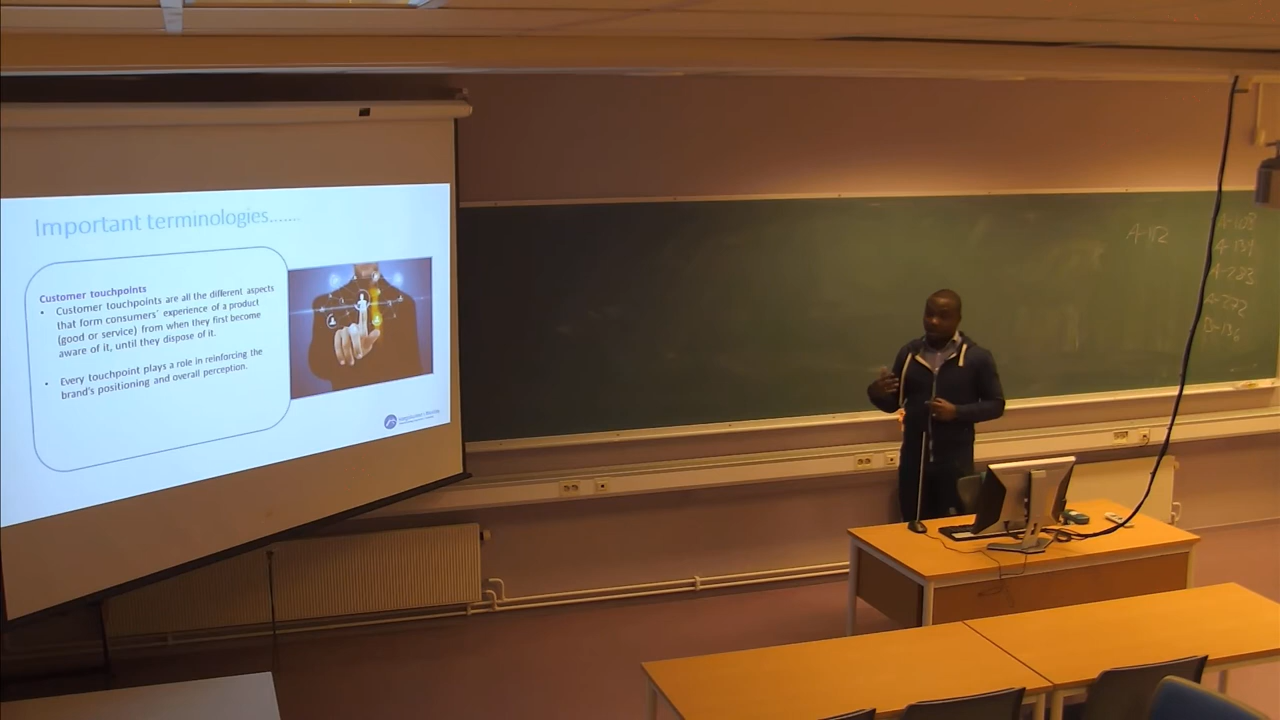 Important terminologies.......
Customer touchpoints
• Customer touchpoints are all the different aspects
that form consumers´ experience of a product
(good or service) from when they first become
aware of it, until they dispose of it.
• Every touchpoint plays a role in reinforcing the
brand's positioning and overall perception.
A-112
A-139